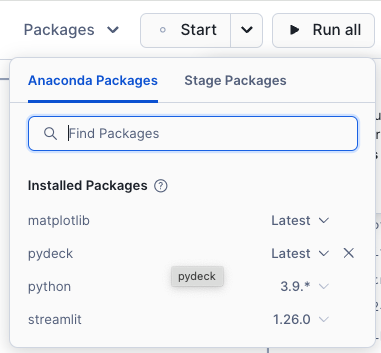 Packages Start Run all
Anaconda Packages Stage Packages
Find Packages
Installed Packages ?
matplotlib Latest
pydeck Latest
pydeck
python 3.9.*
streamlit 1.26.0